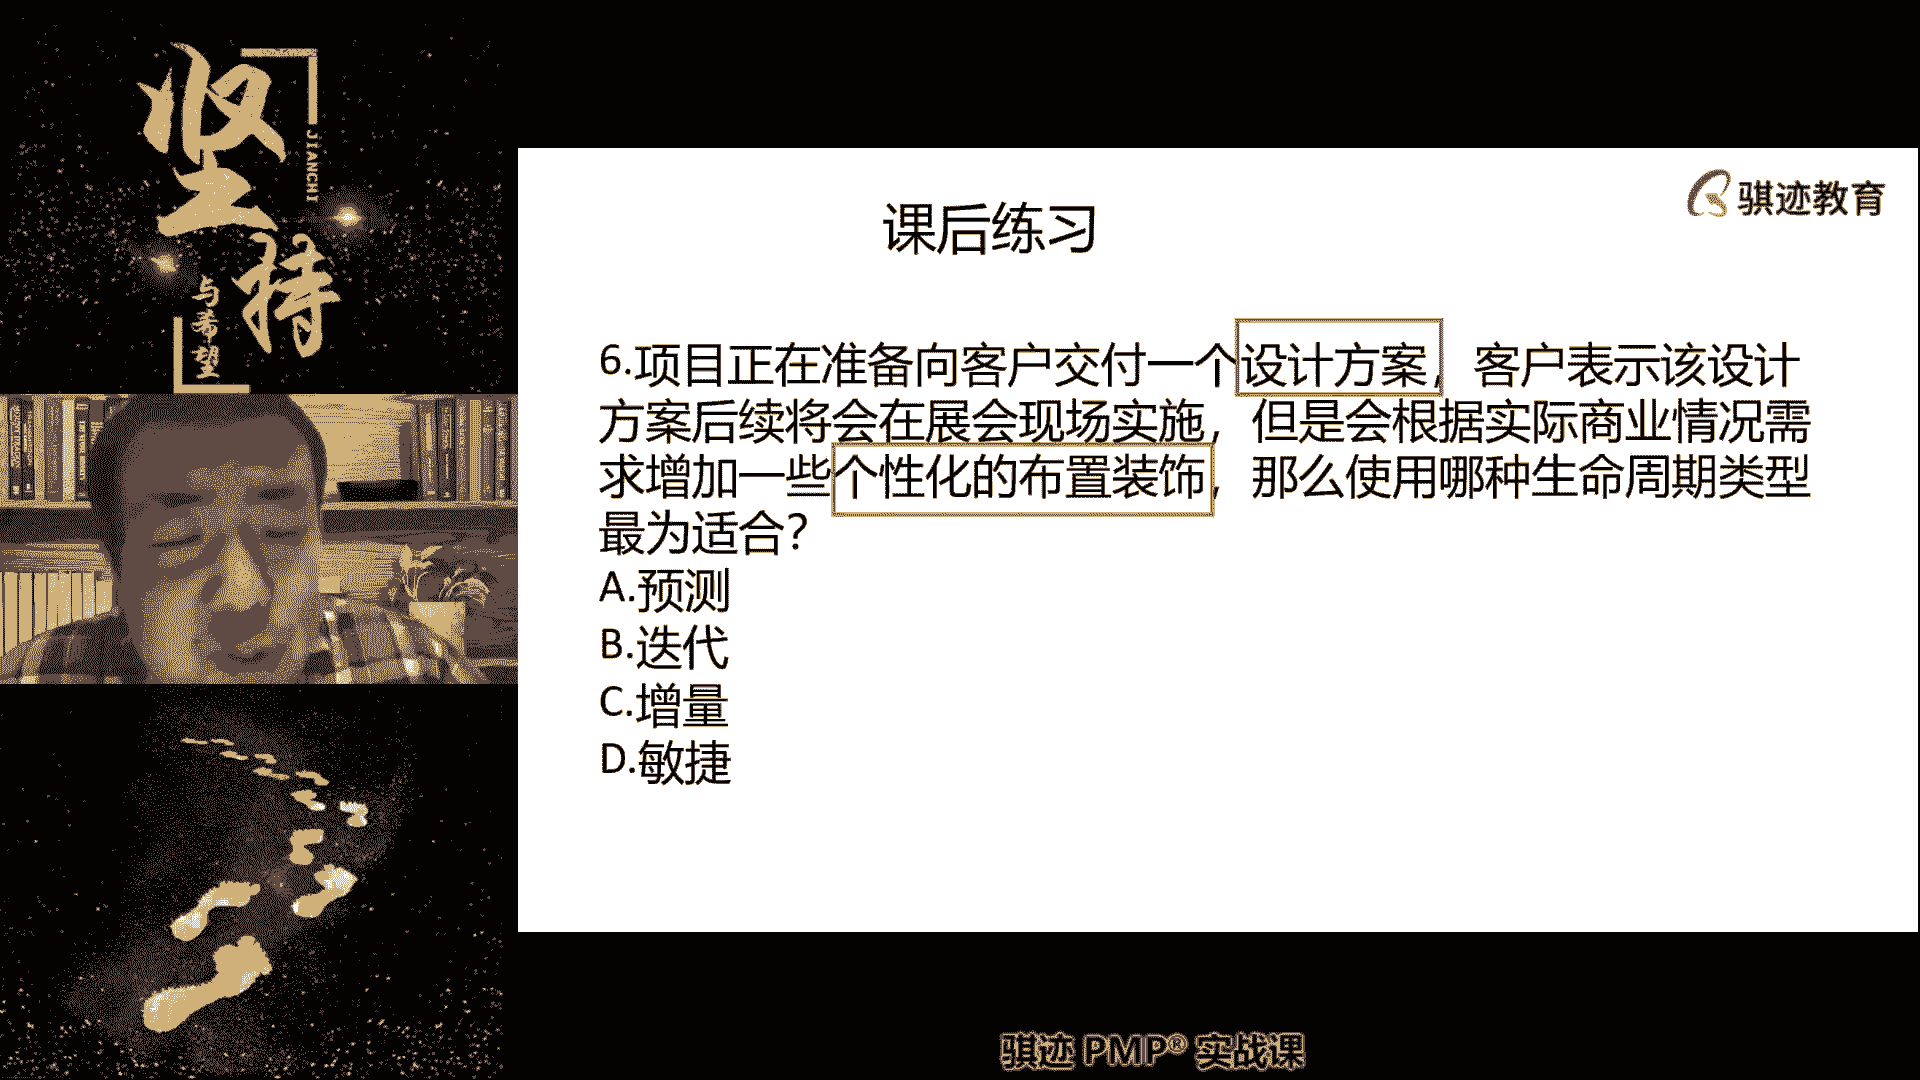 坚持
JIANCHI
与希望
骐迹教育
课后练习
6.项目正在准备向客户交付一个设计方案，客户表示该设计
方案后续将会在展会现场实施，但是会根据实际商业情况需
求增加一些个性化的布置装饰，那么使用哪种生命周期类型
最为适合？
A.预测
B.迭代
C.增量
D.敏捷
骐迹 PMP® 实战课